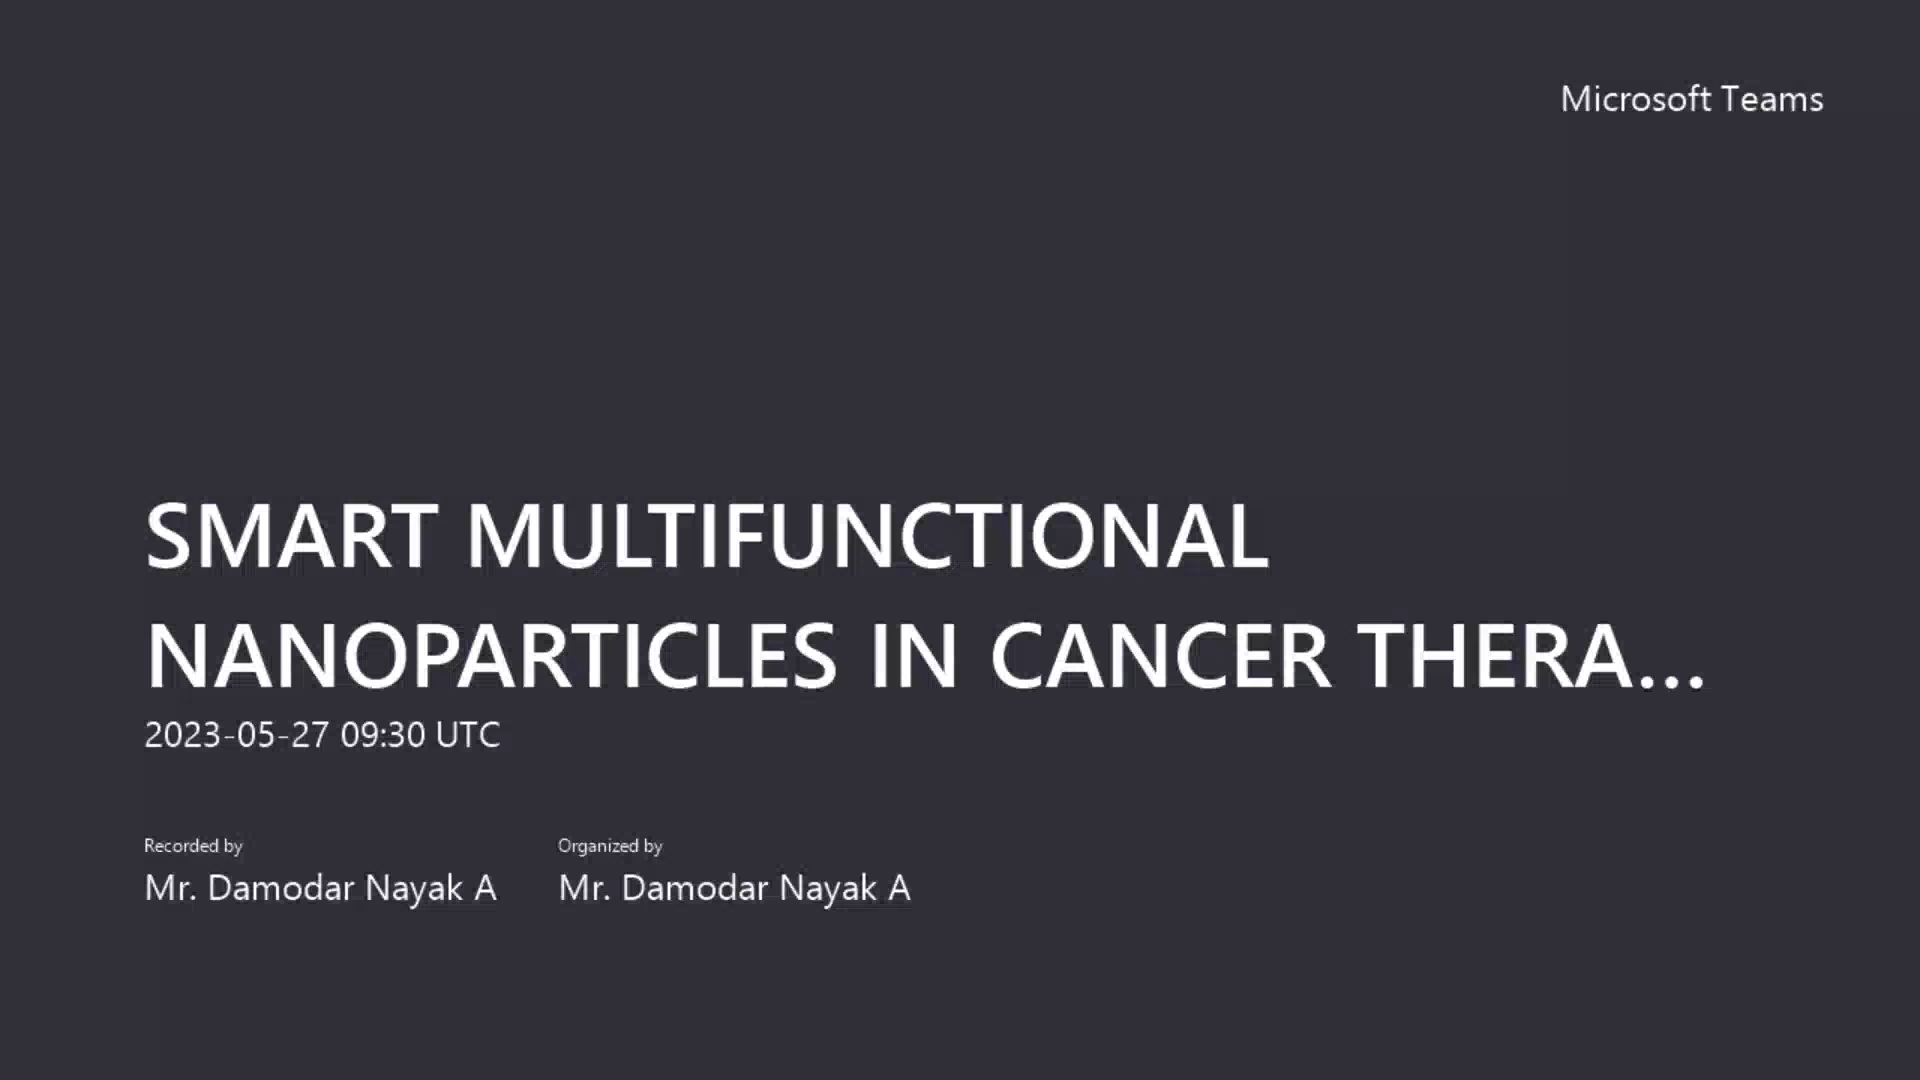 Microsoft Teams
SMART MULTIFUNCTIONAL
NANOPARTICLES IN CANCER THERA...
2023-05-27 09:30 UTC
Recorded by
Mr. Damodar Nayak A
Organized by
Mr. Damodar Nayak A